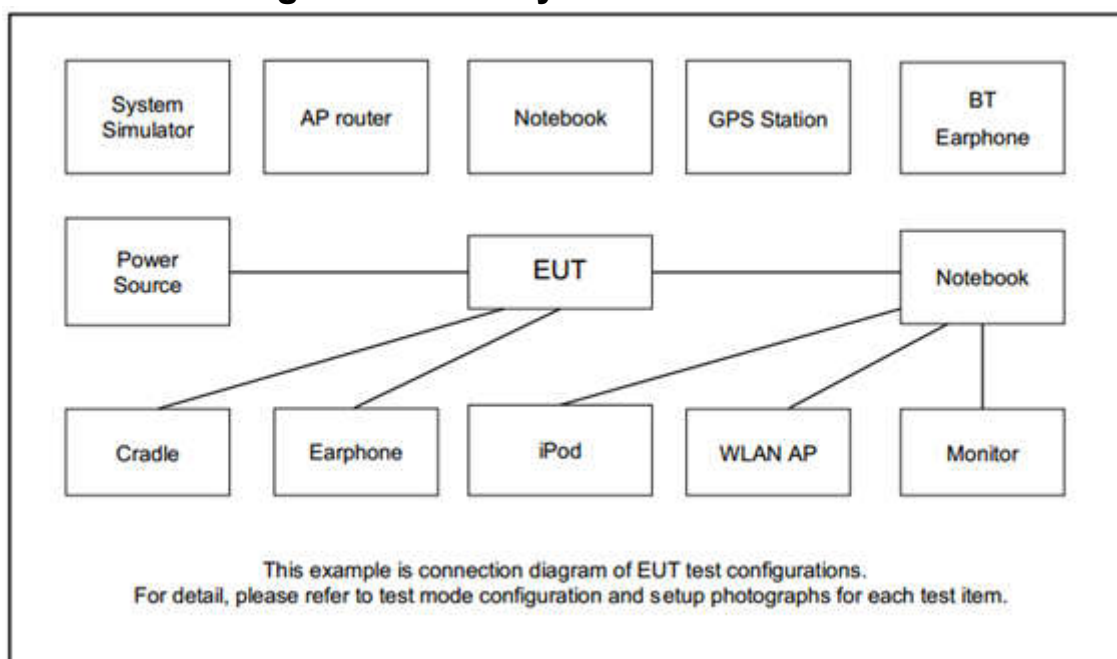 System
Simulator
AP router
Notebook
GPS Station
BT
Earphone
Power
Source
EUT
Notebook
Cradle
Earphone
iPod
WLAN AP
Monitor
This example is connection diagram of EUT test configurations.
For detail, please refer to test mode configuration and setup photographs for each test item.